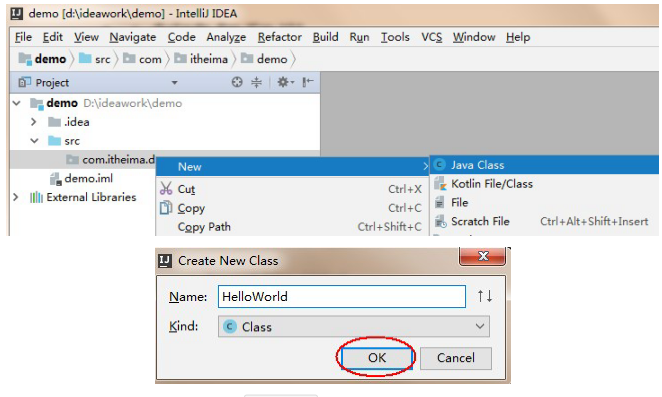 demo [d:\ideawork\demo] - IntelliJ IDEA
File Edit View Navigate Code Analyze Refactor Build Run Tools VCS Window Help
demo src com itheima demo
Project
demo D:\ideawork\demo
.idea
src
com.itheima.d
demo.iml
External Libraries
New
Cut Ctrl+X
Copy Ctrl+C
Copy Path Ctrl+Shift+C
Java Class
Kotlin File/Class
File
Scratch File Ctrl+Alt+Shift+Insert
Create New Class
Name: HelloWorld
Kind: Class
OK Cancel